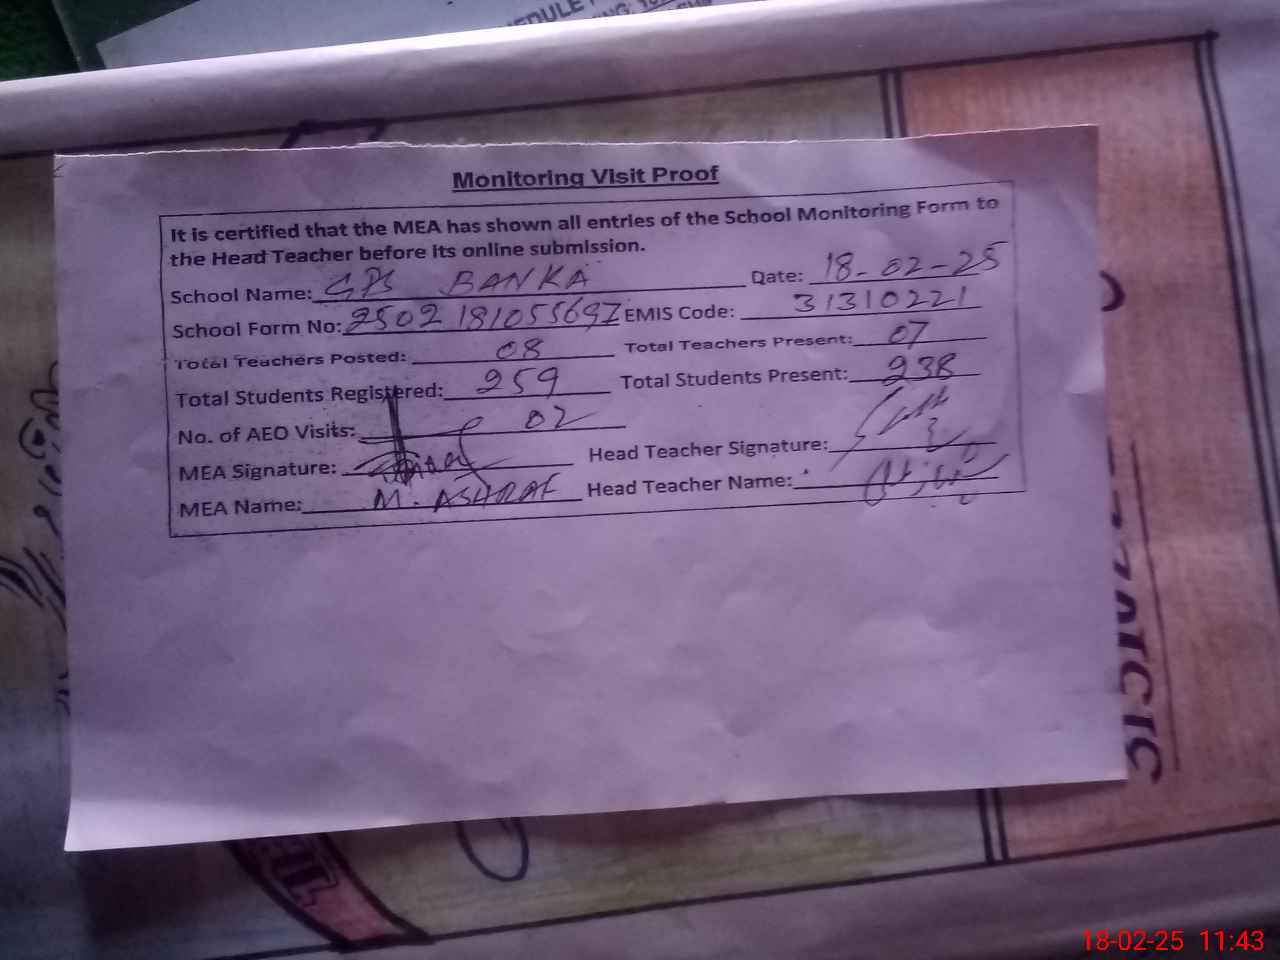 Monitoring Visit Proof
It is certified that the MEA has shown all entries of the School Monitoring Form to
the Head Teacher before its online submission.
School Name: GPS BANKA Date: 18-02-25
School Form No: 2502181055697 EMIS Code: 31310221
Total Teachers Posted: 08 Total Teachers Present: 07
Total Students Registered: 259 Total Students Present: 238
No. of AEO Visits: 02
MEA Signature: Head Teacher Signature:
MEA Name: M. ASHRAF Head Teacher Name:
18-02-25 11:43